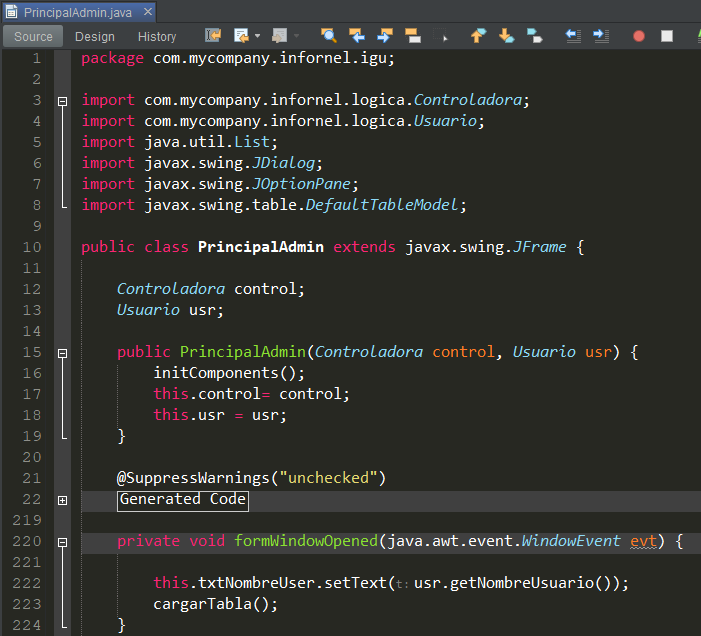 PrincipalAdmin.java
Source Design History
1 package com.mycompany.infornel.igu;
2
3 import com.mycompany.infornel.logica.Controladora;
4 import com.mycompany.infornel.logica.Usuario;
5 import java.util.List;
6 import javax.swing.JDialog;
7 import javax.swing.JOptionPane;
8 import javax.swing.table.DefaultTableModel;
9
10 public class PrincipalAdmin extends javax.swing.JFrame {
11
12 Controladora control;
13 Usuario usr;
14
15 public PrincipalAdmin(Controladora control, Usuario usr) {
16 initComponents();
17 this.control= control;
18 this.usr = usr;
19 }
20
21 @SuppressWarnings("unchecked")
22 Generated Code
219
220 private void formWindowOpened(java.awt.event.WindowEvent evt) {
221
222 this.txtNombreUser.setText(t: usr.getNombreUsuario());
223 cargarTabla();
224 }